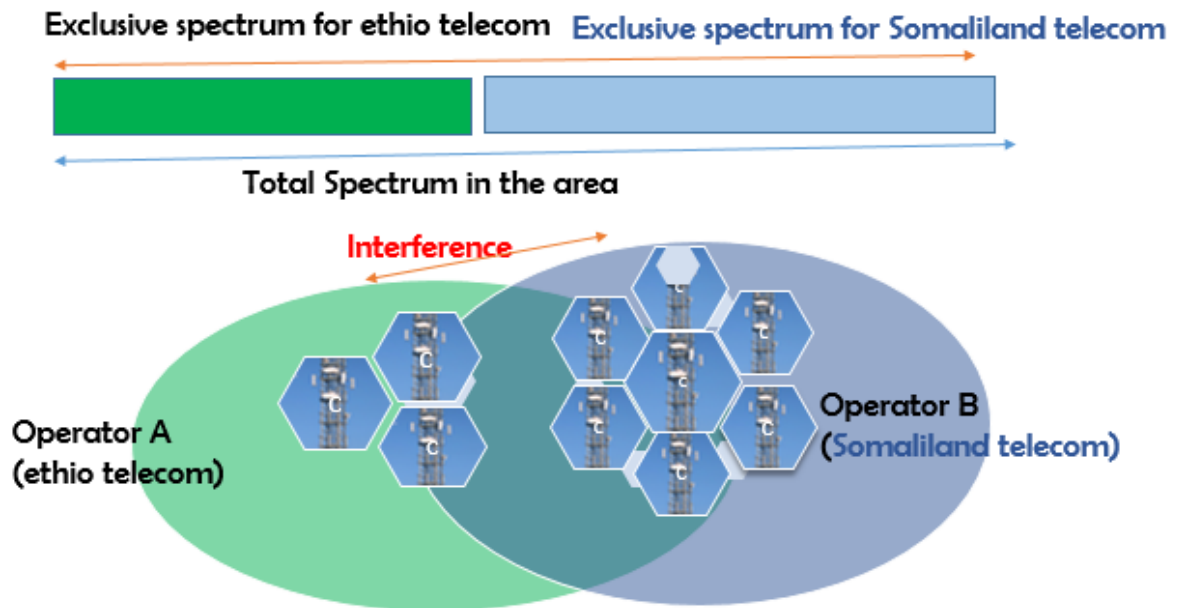 Exclusive spectrum for ethio telecom
Exclusive spectrum for Somaliland telecom
Total Spectrum in the area
Interference
C
C
C
C
C
C
C
C
C
C
Operator A
(ethio telecom)
Operator B
(Somaliland telecom)